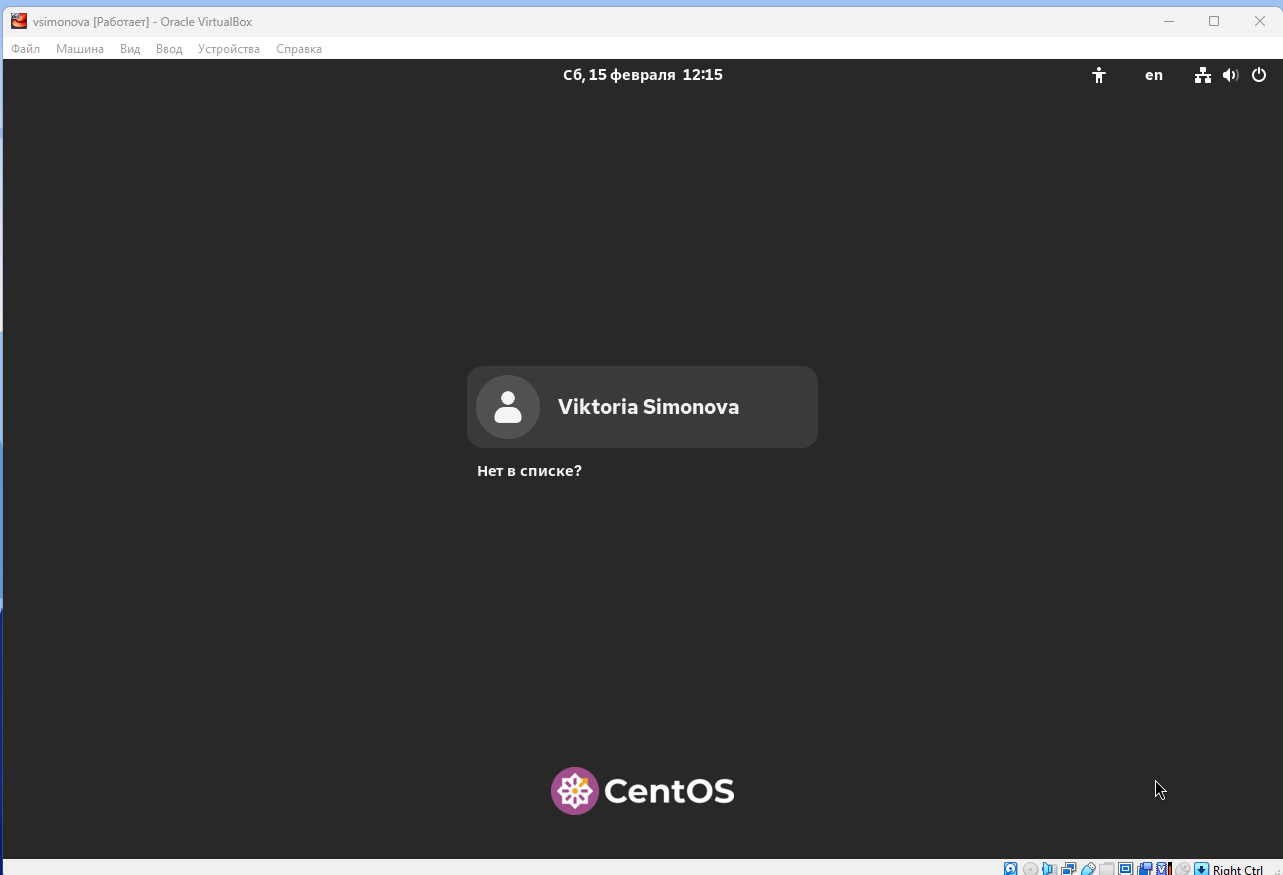 vsimonova [Работает] - Oracle VirtualBox
Файл Машина Вид Ввод Устройства Справка
Сб, 15 февраля 12:15 en
Viktoria Simonova
Нет в списке?
CentOS
Right Ctrl